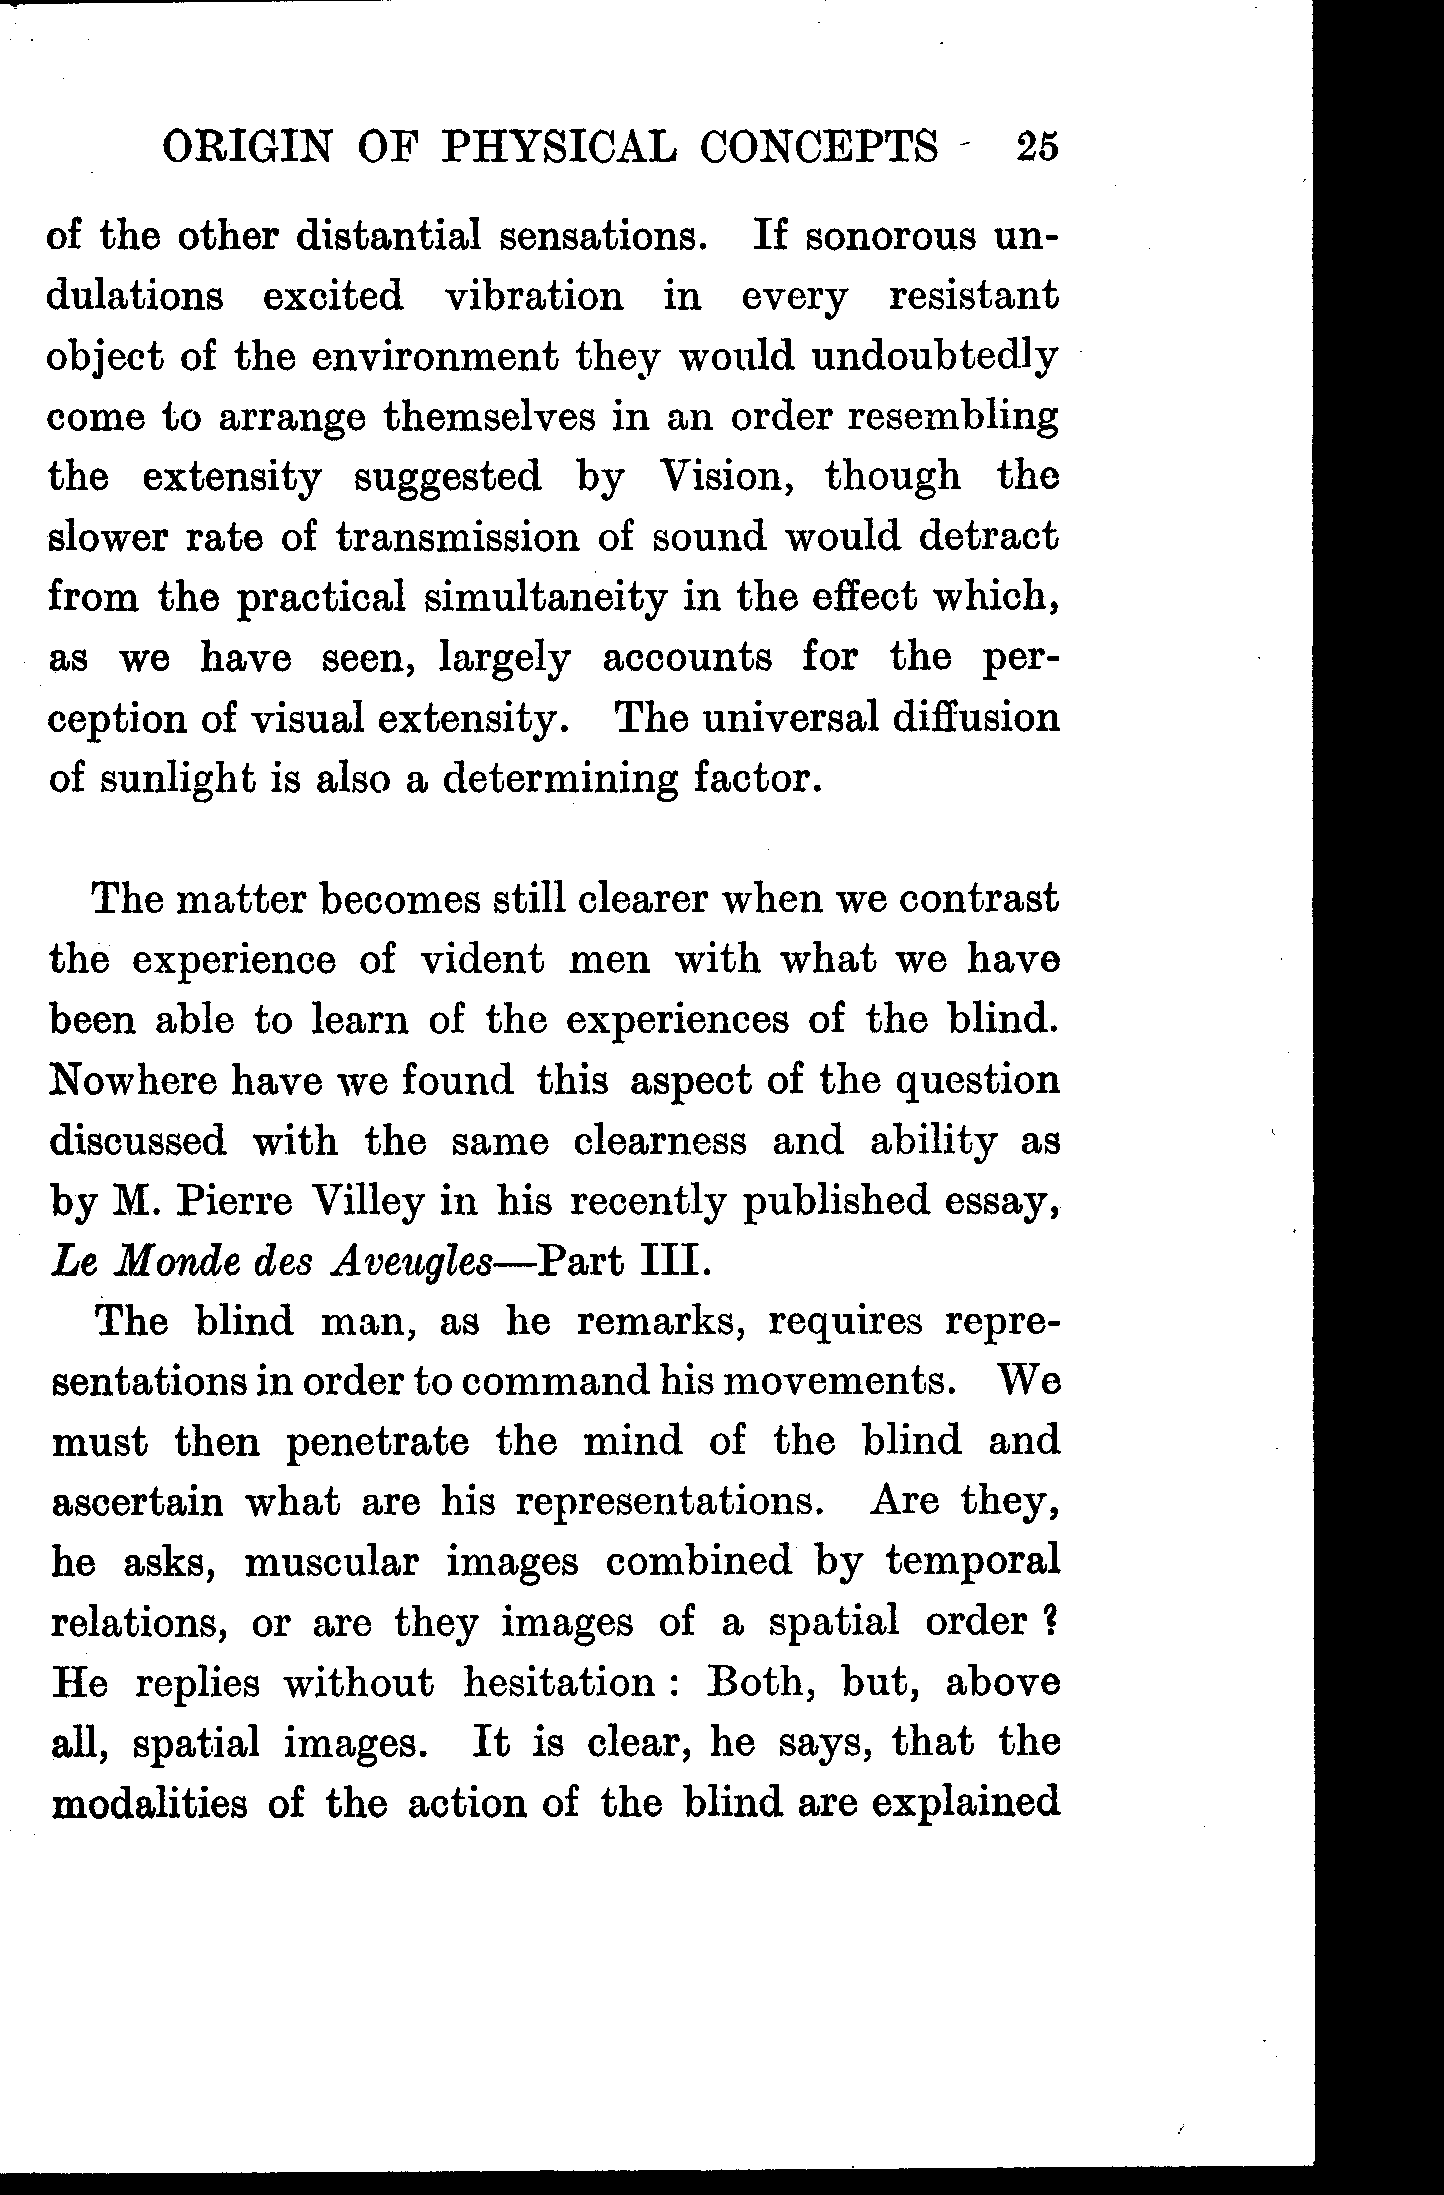 ORIGIN OF PHYSICAL CONCEPTS 25
of the other distantial sensations. If sonorous un-
dulations excited vibration in every resistant
object of the environment they would undoubtedly
come to arrange themselves in an order resembling
the extensity suggested by Vision, though the
slower rate of transmission of sound would detract
from the practical simultaneity in the effect which,
as we have seen, largely accounts for the per-
ception of visual extensity. The universal diffusion
of sunlight is also a determining factor.
The matter becomes still clearer when we contrast
the experience of vident men with what we have
been able to learn of the experiences of the blind.
Nowhere have we found this aspect of the question
discussed with the same clearness and ability as
by M. Pierre Villey in his recently published essay,
Le Monde des Aveugles—Part III.
The blind man, as he remarks, requires repre-
sentations in order to command his movements. We
must then penetrate the mind of the blind and
ascertain what are his representations. Are they,
he asks, muscular images combined by temporal
relations, or are they images of a spatial order ?
He replies without hesitation : Both, but, above
all, spatial images. It is clear, he says, that the
modalities of the action of the blind are explained